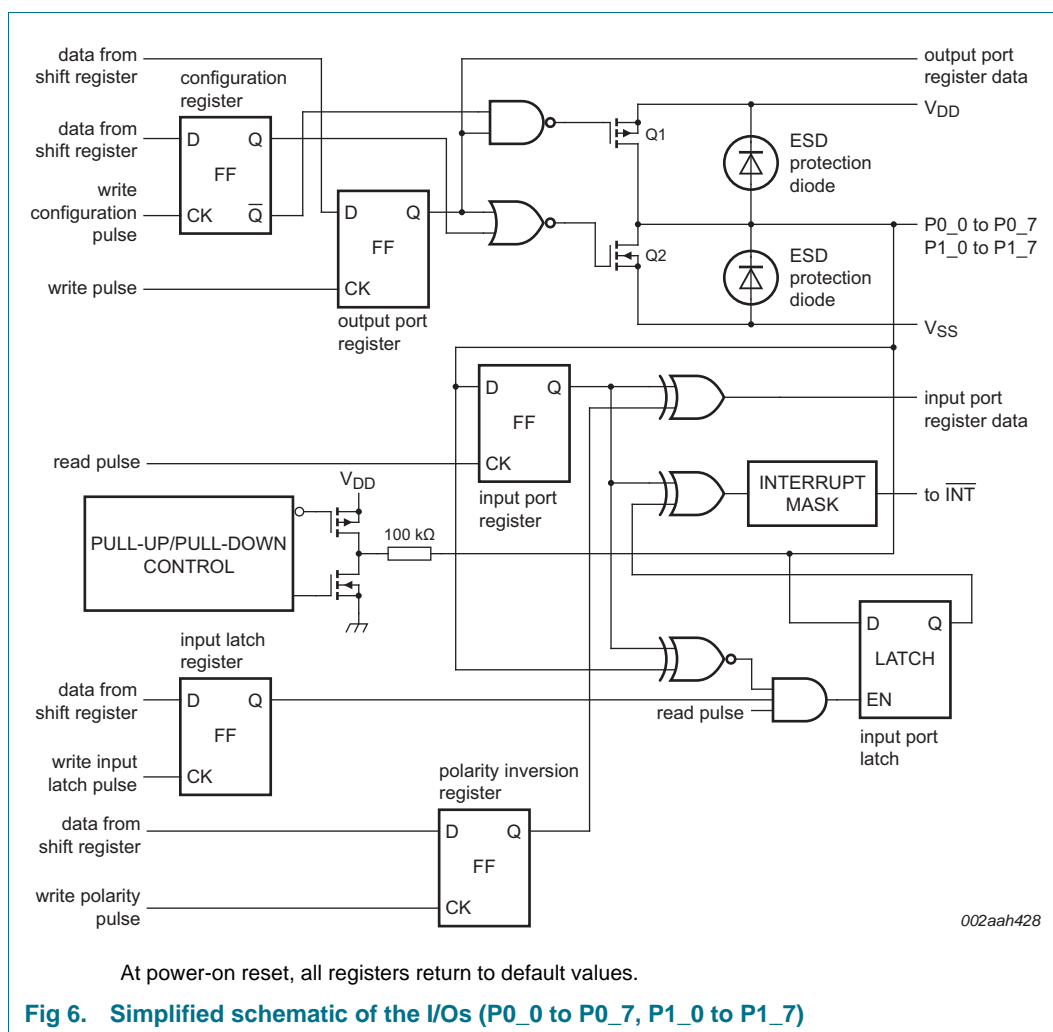 data from
shift register
configuration
register
output port
register data
data from
shift register
D
Q
FF
CK
Q
write
configuration
pulse
D
Q
FF
CK
write pulse
output port
register
Q1
Q2
VDD
ESD
protection
diode
P0_0 to P0_7
P1_0 to P1_7
ESD
protection
diode
VSS
D
Q
FF
CK
read pulse
input port
register
input port
register data
INTERRUPT
MASK
to INT
VDD
100 kΩ
PULL-UP/PULL-DOWN
CONTROL
input latch
register
data from
shift register
D
Q
FF
CK
write input
latch pulse
read pulse
D
Q
LATCH
EN
input port
latch
polarity inversion
register
data from
shift register
D
Q
FF
CK
write polarity
pulse
002aah428
At power-on reset, all registers return to default values.
Fig 6. Simplified schematic of the I/Os (P0_0 to P0_7, P1_0 to P1_7)